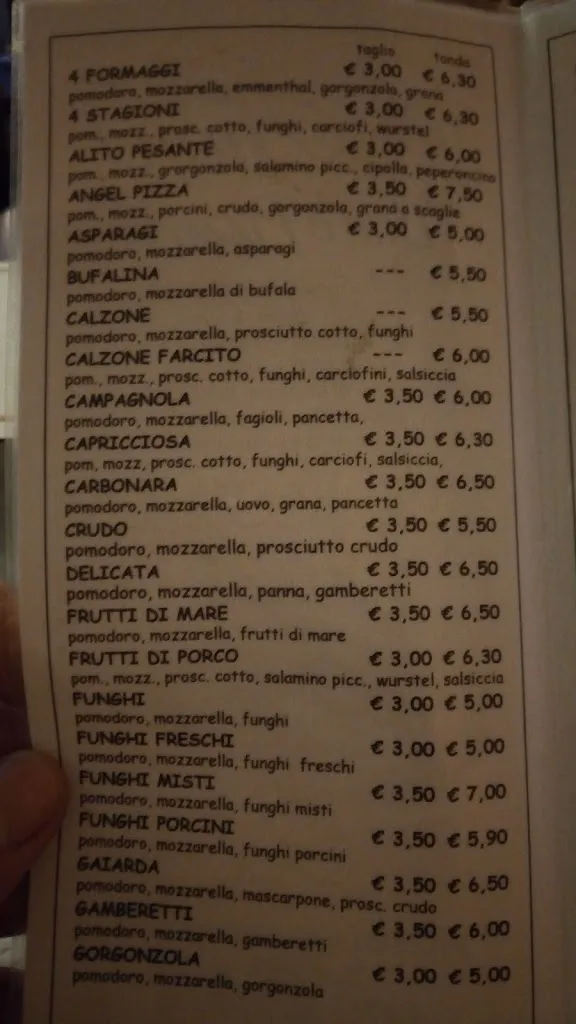 taglio tonda
4 FORMAGGI € 3,00 € 6,30
pomodoro, mozzarella, emmenthal, gorgonzola, grana
4 STAGIONI € 3,00 € 6,30
pom., mozz., prosc. cotto, funghi, carciofi, wurstel
ALITO PESANTE € 3,00 € 6,00
pom., mozz., grorgonzola, salamino picc., cipolla, peperoncino
ANGEL PIZZA € 3,50 € 7,50
pom., mozz., porcini, crudo, gorgonzola, grana a scaglie
ASPARAGI € 3,00 € 5,00
pomodoro, mozzarella, asparagi
BUFALINA --- € 5,50
pomodoro, mozzarella di bufala
CALZONE --- € 5,50
pomodoro, mozzarella, prosciutto cotto, funghi
CALZONE FARCITO --- € 6,00
pom., mozz., prosc. cotto, funghi, carciofini, salsiccia
CAMPAGNOLA € 3,50 € 6,00
pomodoro, mozzarella, fagioli, pancetta,
CAPRICCIOSA € 3,50 € 6,30
pom, mozz, prosc. cotto, funghi, carciofi, salsiccia,
CARBONARA € 3,50 € 6,50
pomodoro, mozzarella, uovo, grana, pancetta
CRUDO € 3,50 € 5,50
pomodoro, mozzarella, prosciutto crudo
DELICATA € 3,50 € 6,50
pomodoro, mozzarella, panna, gamberetti
FRUTTI DI MARE € 3,50 € 6,50
pomodoro, mozzarella, frutti di mare
FRUTTI DI PORCO € 3,00 € 6,30
pom., mozz., prosc. cotto, salamino picc., wurstel, salsiccia
FUNGHI € 3,00 € 5,00
pomodoro, mozzarella, funghi
FUNGHI FRESCHI € 3,00 € 5,00
pomodoro, mozzarella, funghi freschi
FUNGHI MISTI € 3,50 € 7,00
pomodoro, mozzarella, funghi misti
FUNGHI PORCINI € 3,50 € 5,90
pomodoro, mozzarella, funghi porcini
GAIARDA € 3,50 € 6,50
pomodoro, mozzarella, mascarpone, prosc. crudo
GAMBERETTI € 3,50 € 6,00
pomodoro, mozzarella, gamberetti
GORGONZOLA € 3,00 € 5,00
pomodoro, mozzarella, gorgonzola